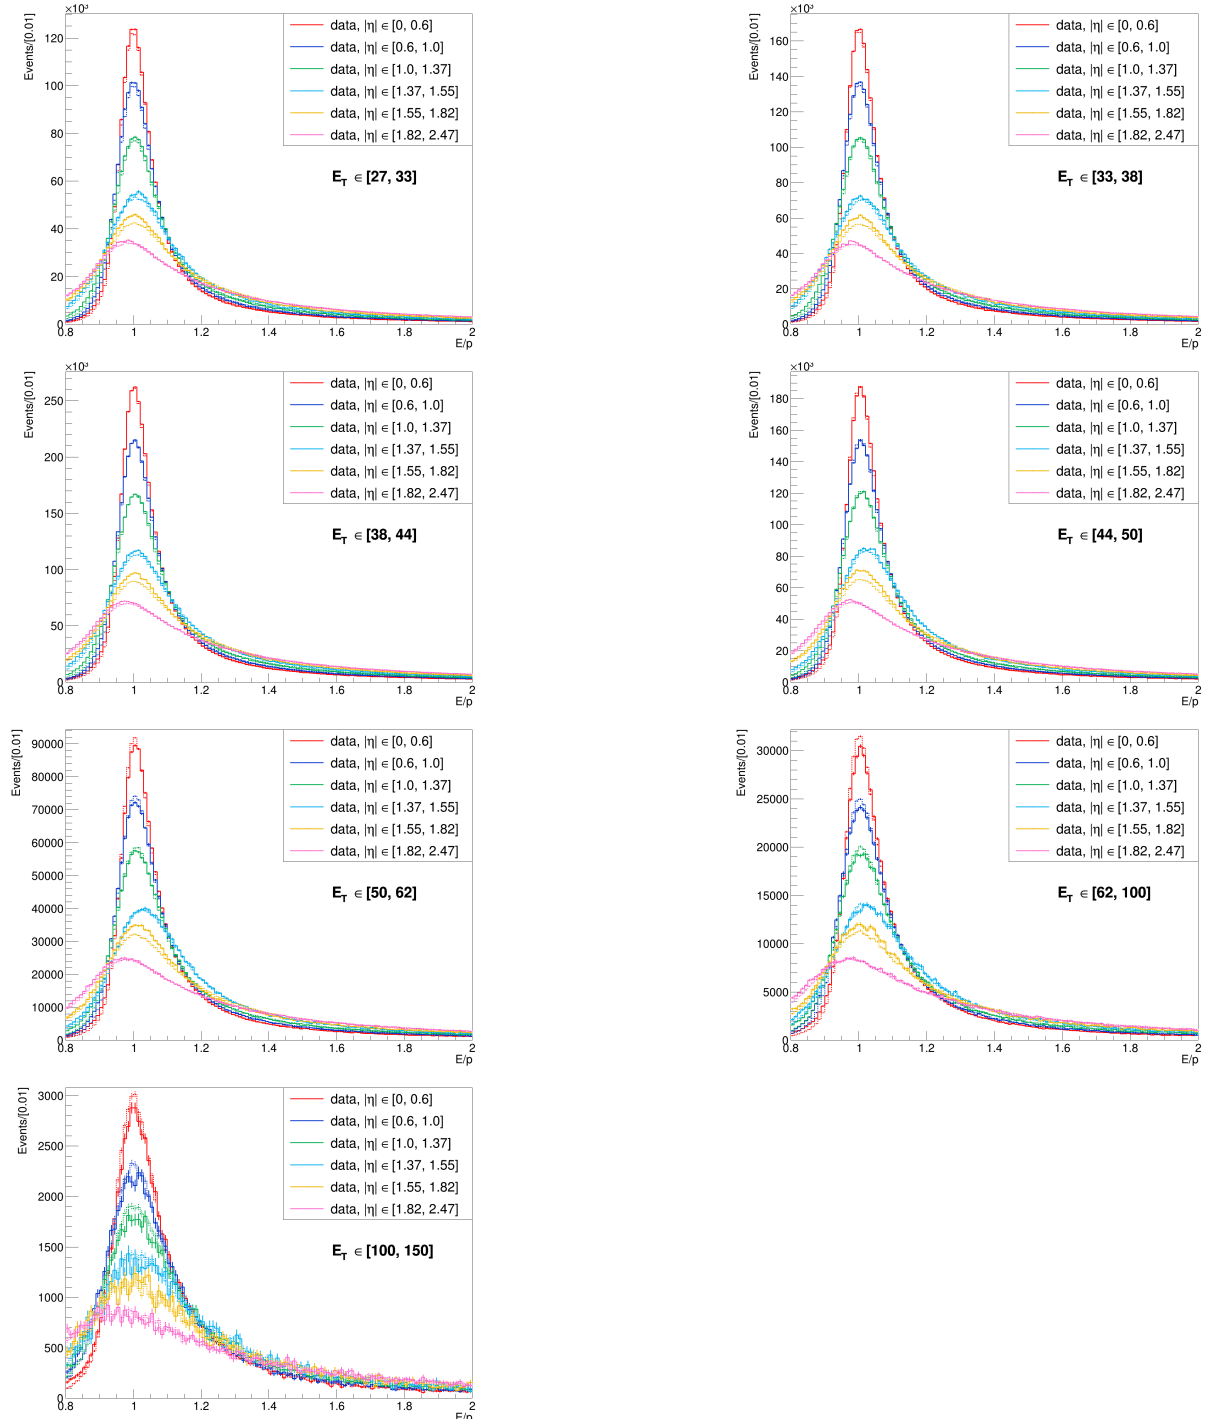 ×10³
Events/[0.01]
data, |η| ∈ [0, 0.6]
data, |η| ∈ [0.6, 1.0]
data, |η| ∈ [1.0, 1.37]
data, |η| ∈ [1.37, 1.55]
data, |η| ∈ [1.55, 1.82]
data, |η| ∈ [1.82, 2.47]
E_T ∈ [27, 33]
120
100
80
60
40
20
0
0.8 1 1.2 1.4 1.6 1.8 2
E/p
×10³
Events/[0.01]
data, |η| ∈ [0, 0.6]
data, |η| ∈ [0.6, 1.0]
data, |η| ∈ [1.0, 1.37]
data, |η| ∈ [1.37, 1.55]
data, |η| ∈ [1.55, 1.82]
data, |η| ∈ [1.82, 2.47]
E_T ∈ [33, 38]
160
140
120
100
80
60
40
20
0
0.8 1 1.2 1.4 1.6 1.8 2
E/p
×10³
Events/[0.01]
data, |η| ∈ [0, 0.6]
data, |η| ∈ [0.6, 1.0]
data, |η| ∈ [1.0, 1.37]
data, |η| ∈ [1.37, 1.55]
data, |η| ∈ [1.55, 1.82]
data, |η| ∈ [1.82, 2.47]
E_T ∈ [38, 44]
250
200
150
100
50
0
0.8 1 1.2 1.4 1.6 1.8 2
E/p
×10³
Events/[0.01]
data, |η| ∈ [0, 0.6]
data, |η| ∈ [0.6, 1.0]
data, |η| ∈ [1.0, 1.37]
data, |η| ∈ [1.37, 1.55]
data, |η| ∈ [1.55, 1.82]
data, |η| ∈ [1.82, 2.47]
E_T ∈ [44, 50]
180
160
140
120
100
80
60
40
20
0
0.8 1 1.2 1.4 1.6 1.8 2
E/p
Events/[0.01]
data, |η| ∈ [0, 0.6]
data, |η| ∈ [0.6, 1.0]
data, |η| ∈ [1.0, 1.37]
data, |η| ∈ [1.37, 1.55]
data, |η| ∈ [1.55, 1.82]
data, |η| ∈ [1.82, 2.47]
E_T ∈ [50, 62]
90000
80000
70000
60000
50000
40000
30000
20000
10000
0
0.8 1 1.2 1.4 1.6 1.8 2
E/p
Events/[0.01]
data, |η| ∈ [0, 0.6]
data, |η| ∈ [0.6, 1.0]
data, |η| ∈ [1.0, 1.37]
data, |η| ∈ [1.37, 1.55]
data, |η| ∈ [1.55, 1.82]
data, |η| ∈ [1.82, 2.47]
E_T ∈ [62, 100]
30000
25000
20000
15000
10000
5000
0
0.8 1 1.2 1.4 1.6 1.8 2
E/p
Events/[0.01]
data, |η| ∈ [0, 0.6]
data, |η| ∈ [0.6, 1.0]
data, |η| ∈ [1.0, 1.37]
data, |η| ∈ [1.37, 1.55]
data, |η| ∈ [1.55, 1.82]
data, |η| ∈ [1.82, 2.47]
E_T ∈ [100, 150]
3000
2500
2000
1500
1000
500
0
0.8 1 1.2 1.4 1.6 1.8 2
E/p